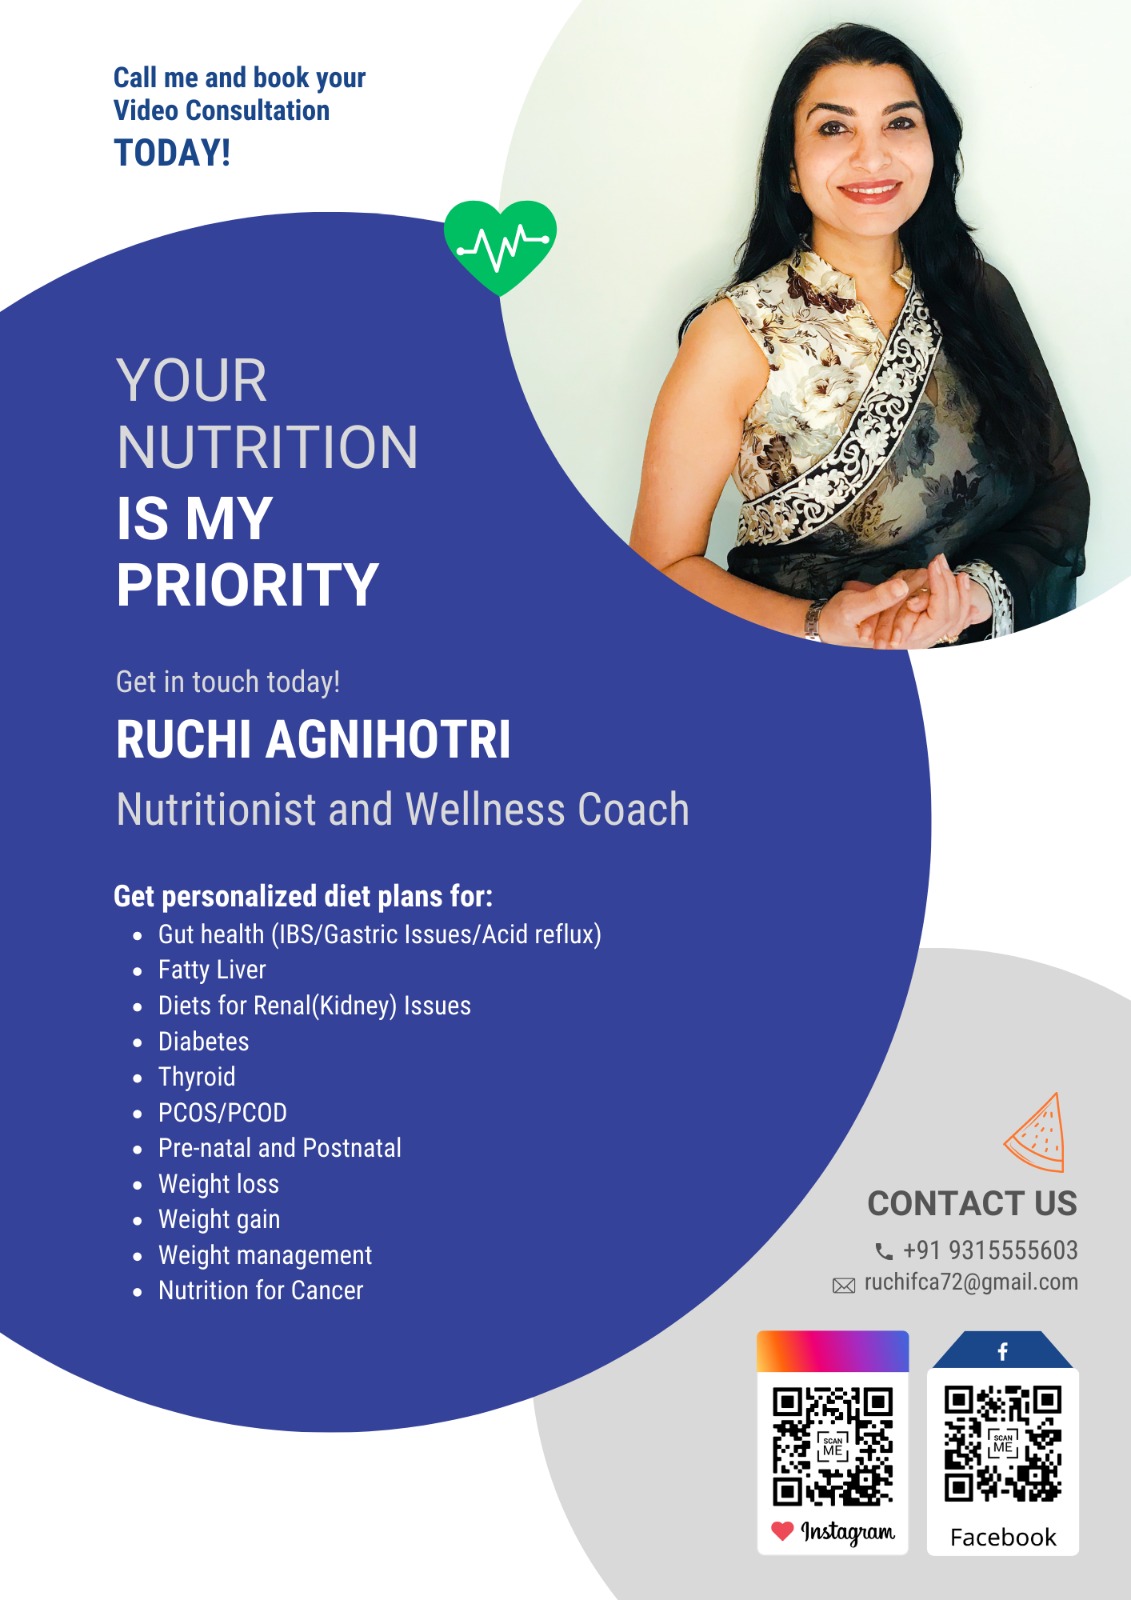 Call me and book your
Video Consultation
TODAY!
YOUR
NUTRITION
IS MY
PRIORITY
Get in touch today!
RUCHI AGNIHOTRI
Nutritionist and Wellness Coach
Get personalized diet plans for:
• Gut health (IBS/Gastric Issues/Acid reflux)
• Fatty Liver
• Diets for Renal(Kidney) Issues
• Diabetes
• Thyroid
• PCOS/PCOD
• Pre-natal and Postnatal
• Weight loss
• Weight gain
• Weight management
• Nutrition for Cancer
CONTACT US
+91 9315555603
ruchifca72@gmail.com
SCAN
ME
Instagram
f
SCAN
ME
Facebook